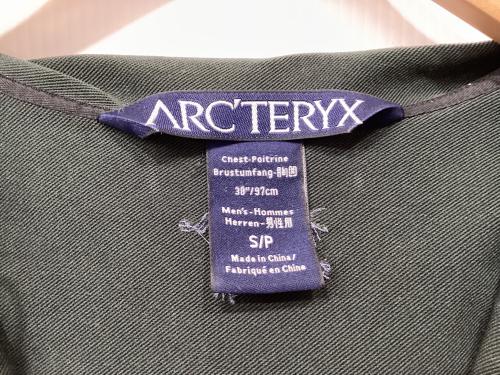 ARC'TERYX
Chest-Poitrine
Brustumfang-胸囲
38"/97cm
Men's-Hommes
Herren-男性用
S/P
Made in China/
Fabriqué en Chine